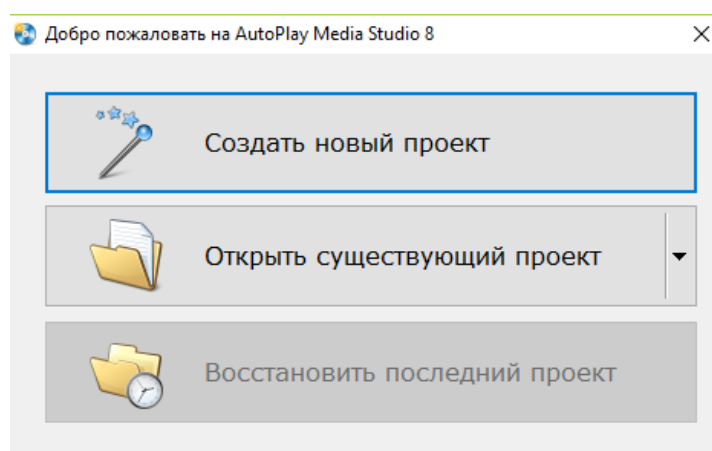 Добро пожаловать на AutoPlay Media Studio 8
Создать новый проект
Открыть существующий проект
Восстановить последний проект